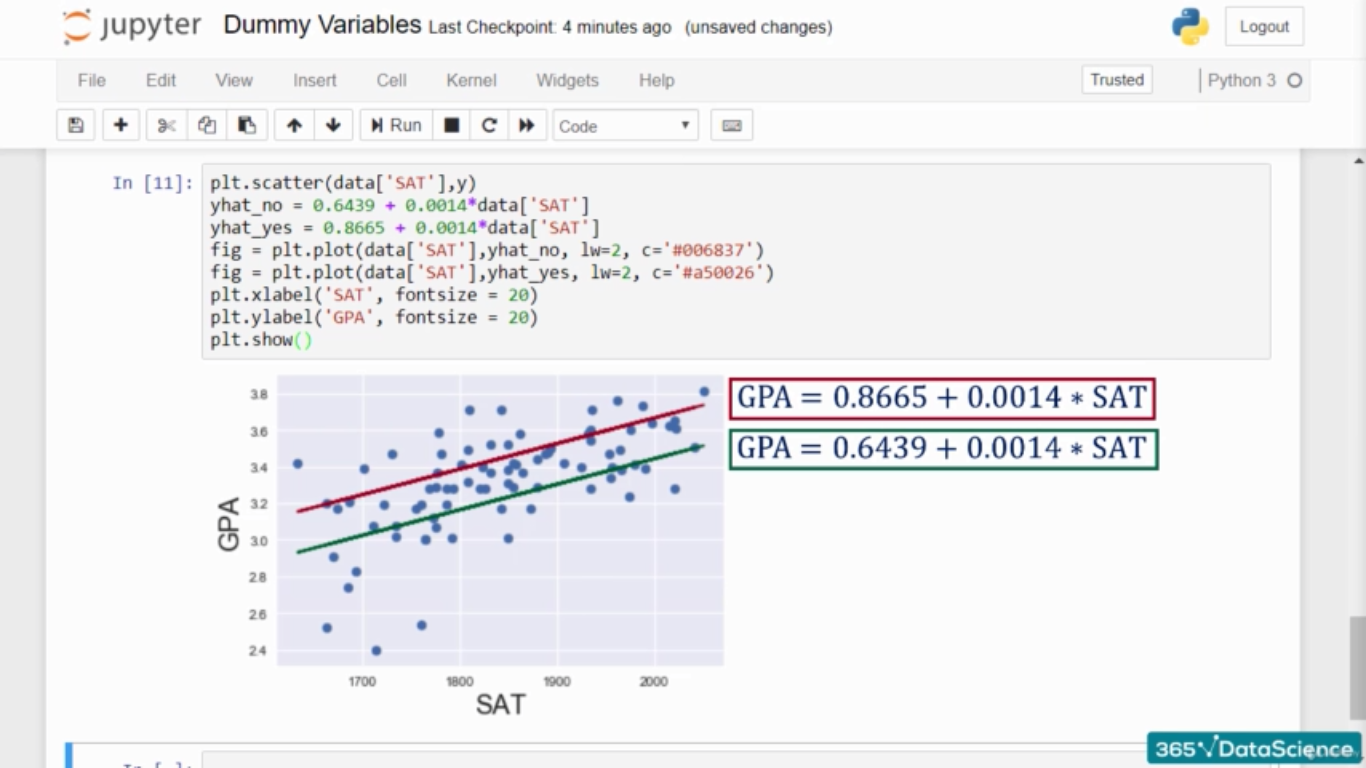 jupyter Dummy Variables Last Checkpoint: 4 minutes ago (unsaved changes) Logout
File Edit View Insert Cell Kernel Widgets Help Trusted Python 3
Run Code
In [11]:
plt.scatter(data['SAT'],y)
yhat_no = 0.6439 + 0.0014*data['SAT']
yhat_yes = 0.8665 + 0.0014*data['SAT']
fig = plt.plot(data['SAT'],yhat_no, lw=2, c='#006837')
fig = plt.plot(data['SAT'],yhat_yes, lw=2, c='#a50026')
plt.xlabel('SAT', fontsize = 20)
plt.ylabel('GPA', fontsize = 20)
plt.show()
GPA = 0.8665 + 0.0014 ∗ SAT
GPA = 0.6439 + 0.0014 ∗ SAT
3.8
3.6
3.4
3.2
3.0
2.8
2.6
2.4
GPA
1700 1800 1900 2000
SAT
365 DataScience